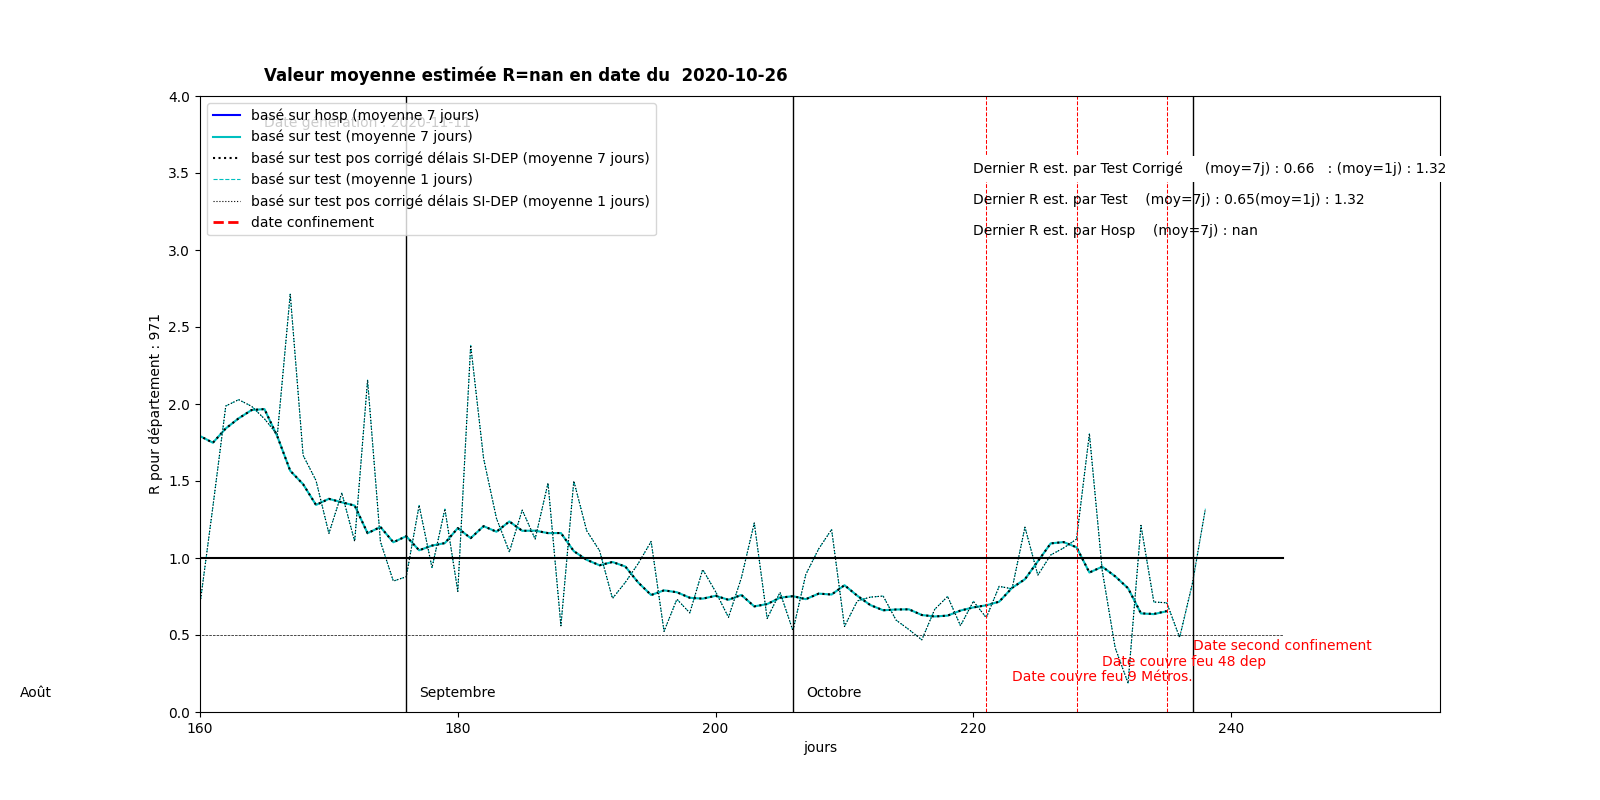 Valeur moyenne estimée R=nan en date du  2020-10-26
Date génération : 2020-11-11
basé sur hosp (moyenne 7 jours)
basé sur test (moyenne 7 jours)
basé sur test pos corrigé délais SI-DEP (moyenne 7 jours)
basé sur test (moyenne 1 jours)
basé sur test pos corrigé délais SI-DEP (moyenne 1 jours)
date confinement
Dernier R est. par Test Corrigé     (moy=7j) : 0.66   : (moy=1j) : 1.32
Dernier R est. par Test    (moy=7j) : 0.65(moy=1j) : 1.32
Dernier R est. par Hosp    (moy=7j) : nan
4.0
3.5
3.0
2.5
2.0
1.5
1.0
0.5
0.0
R pour département : 971
Date second confinement
Date couvre feu 48 dep
Date couvre feu 9 Métros.
Août
Septembre
Octobre
160
180
200
220
240
jours